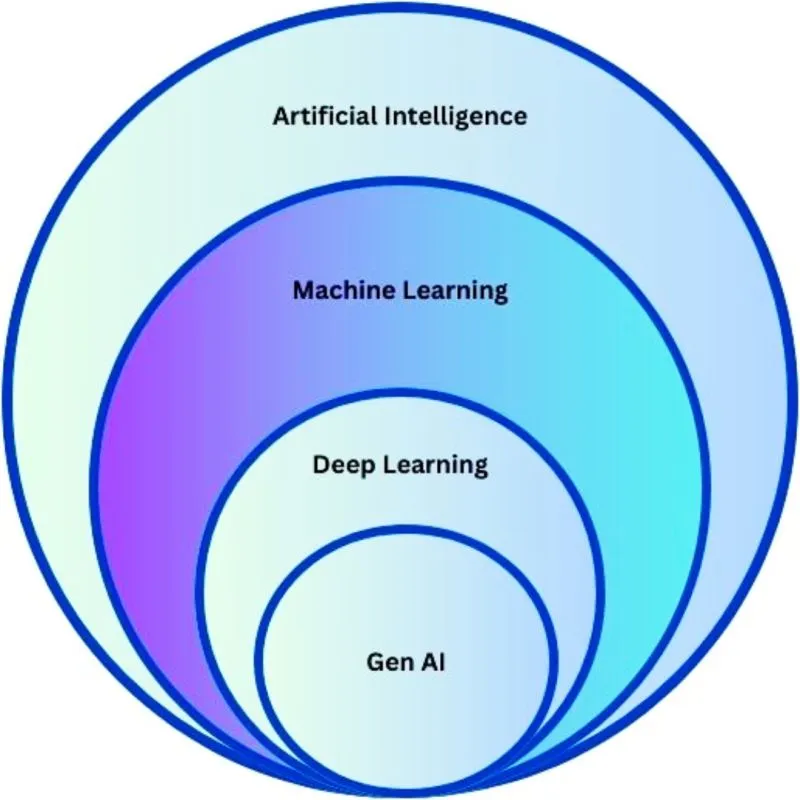 Artificial Intelligence
Machine Learning
Deep Learning
Gen AI